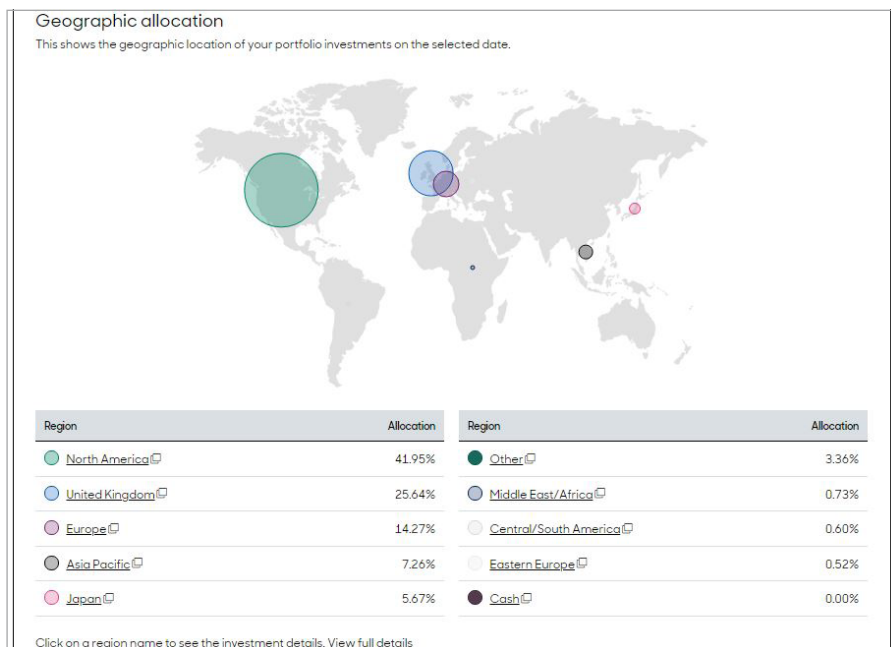 Geographic allocation
This shows the geographic location of your portfolio investments on the selected date.
Region Allocation
North America 41.95%
United Kingdom 25.64%
Europe 14.27%
Asia Pacific 7.26%
Japan 5.67%
Region Allocation
Other 3.36%
Middle East/Africa 0.73%
Central/South America 0.60%
Eastern Europe 0.52%
Cash 0.00%
Click on a region name to see the investment details. View full details